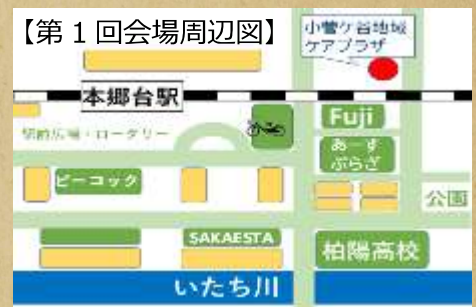 【第1回会場周辺図】
小菅ケ谷地域
ケアプラザ
本郷台駅
Fuji
駅前広場・ロータリー
あーす
ぷらざ
ピーコック
公園
SAKAESTA
柏陽高校
いたち川